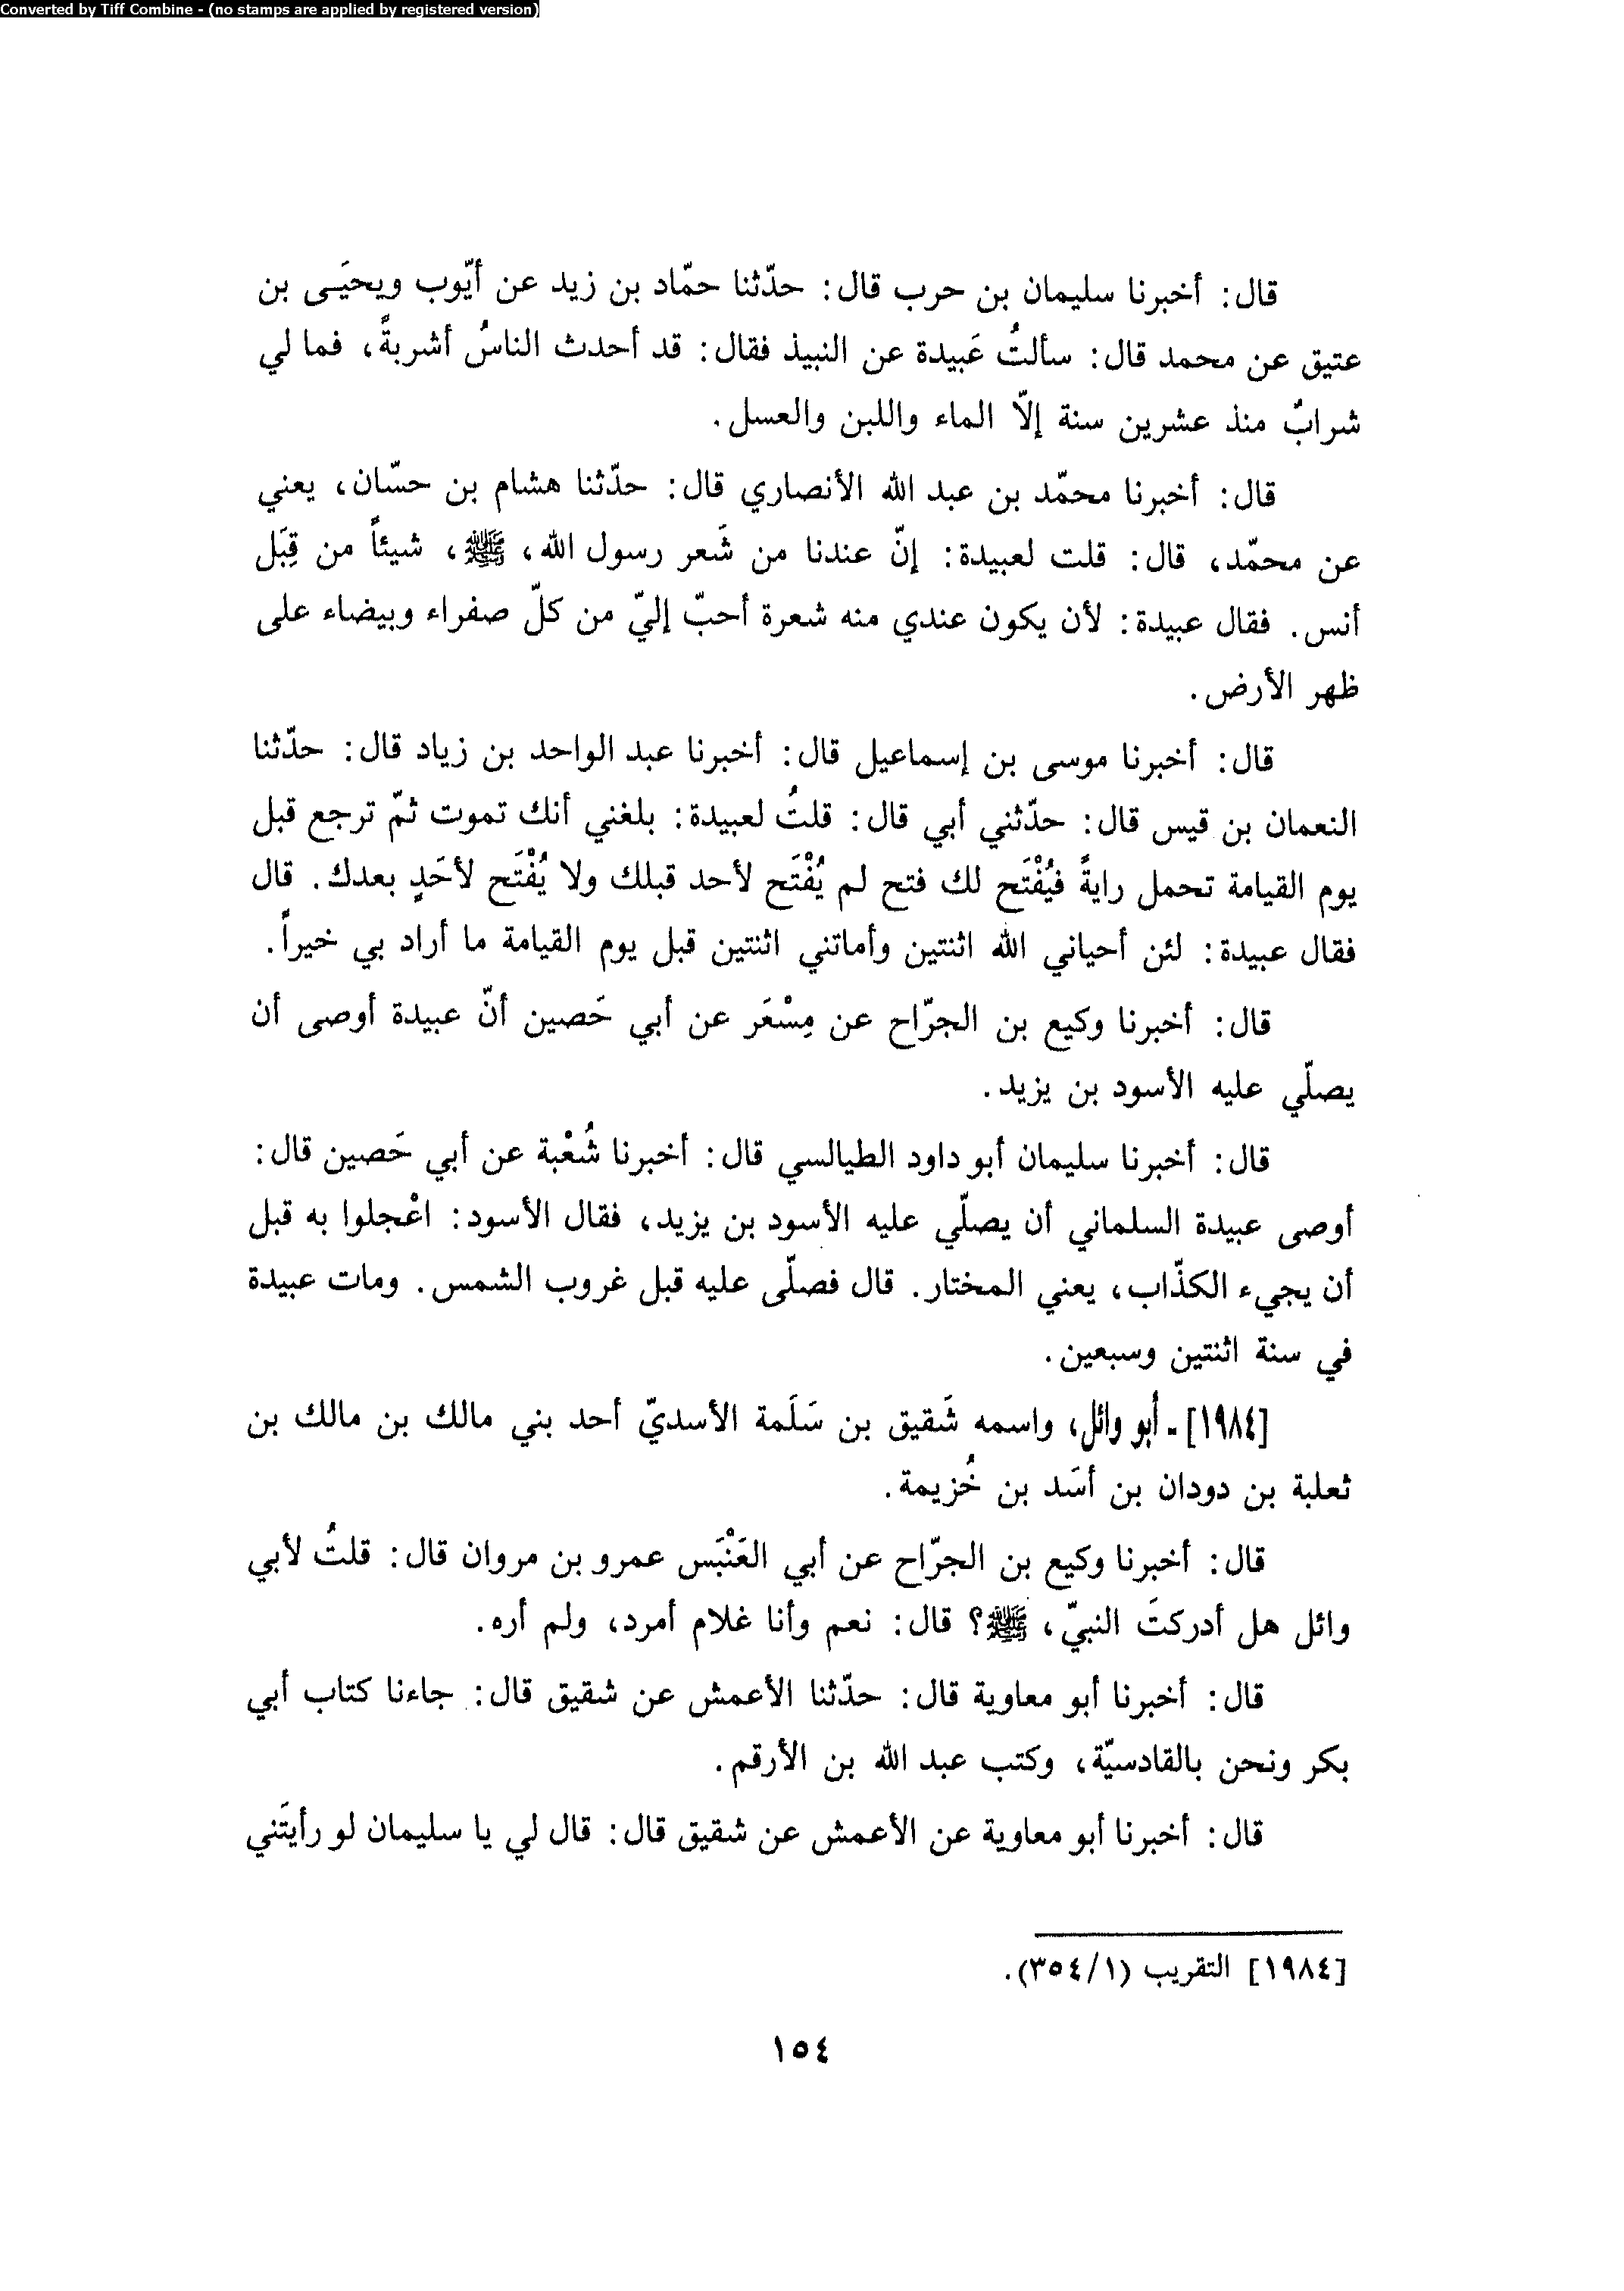 Converted by Tiff Combine - (no stamps are applied by registered version)
قال: أخبرنا سليمان بن حرب قال: حدّثنا حمّاد بن زيد عن أيّوب ويحيَـى بن
عتيق عن محمد قال: سألتُ عَبيدة عن النبيذ فقال: قد أحدث الناسُ أشربةً، فما لي
شرابٌ منذ عشرين سنة إلاّ الماء واللبن والعسل.
قال: أخبرنا محمّد بن عبد الله الأنصاري قال: حدّثنا هشام بن حسّان، يعني
عن محمّد، قال: قلت لعبيدة: إنّ عندنا من شَعر رسول الله، ﷺ، شيئاً من قِبَل
أنس. فقال عبيدة: لأن يكون عندي منه شعرة أحبّ إليّ من كلّ صفراء وبيضاء على
ظهر الأرض.
قال: أخبرنا موسى بن إسماعيل قال: أخبرنا عبد الواحد بن زياد قال: حدّثنا
النعمان بن قيس قال: حدّثني أبي قال: قلتُ لعبيدة: بلغني أنك تموت ثمّ ترجع قبل
يوم القيامة تحمل رايةً فيُفْتَح لك فتح لم يُفْتَح لأحد قبلك ولا يُفْتَح لأحَدٍ بعدك. قال
فقال عبيدة: لئن أحياني الله اثنتين وأماتني اثنتين قبل يوم القيامة ما أراد بي خيراً.
قال: أخبرنا وكيع بن الجرّاح عن مِسْعَر عن أبي حَصين أنّ عبيدة أوصى أن
يصلّي عليه الأسود بن يزيد.
قال: أخبرنا سليمان أبو داود الطيالسي قال: أخبرنا شُعْبة عن أبي حَصين قال:
أوصى عبيدة السلماني أن يصلّي عليه الأسود بن يزيد، فقال الأسود: اعْجلوا به قبل
أن يجيء الكذّاب، يعني المختار. قال فصلّى عليه قبل غروب الشمس. ومات عبيدة
في سنة اثنتين وسبعين.
[١٩٨٤] ـ أبو وائل، واسمه شَقيق بن سَلَمة الأسديّ أحد بني مالك بن مالك بن
ثعلبة بن دودان بن أسَد بن خُزيمة.
قال: أخبرنا وكيع بن الجرّاح عن أبي العَنْبَس عمرو بن مروان قال: قلتُ لأبي
وائل هل أدركتَ النبيّ، ﷺ؟ قال: نعم وأنا غلام أمرد، ولم أره.
قال: أخبرنا أبو معاوية قال: حدّثنا الأعمش عن شقيق قال: جاءنا كتاب أبي
بكر ونحن بالقادسيّة، وكتب عبد الله بن الأرقم.
قال: أخبرنا أبو معاوية عن الأعمش عن شقيق قال: قال لي يا سليمان لو رأيتَني
[١٩٨٤] التقريب (٣٥٤/١).
١٥٤